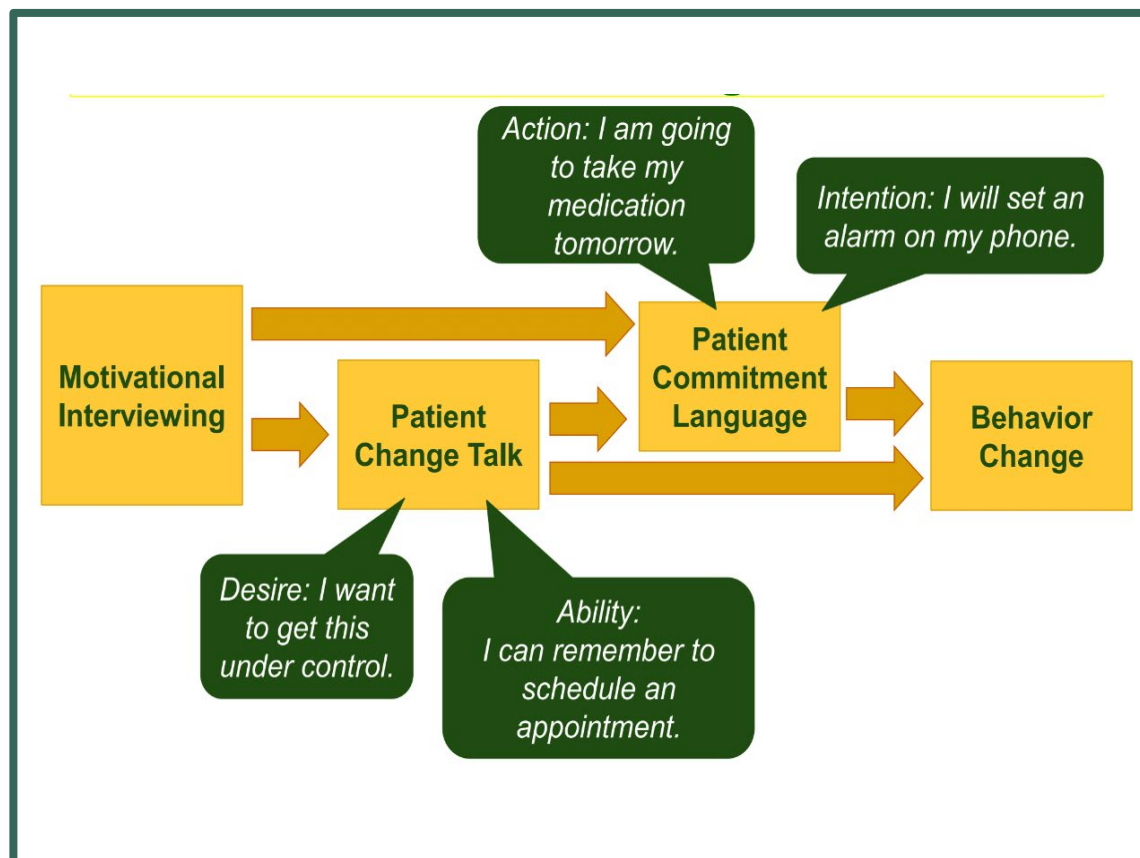 Action: I am going
to take my
medication
tomorrow.
Intention: I will set an
alarm on my phone.
Motivational
Interviewing
Patient
Commitment
Language
Patient
Change Talk
Behavior
Change
Desire: I want
to get this
under control.
Ability:
I can remember to
schedule an
appointment.